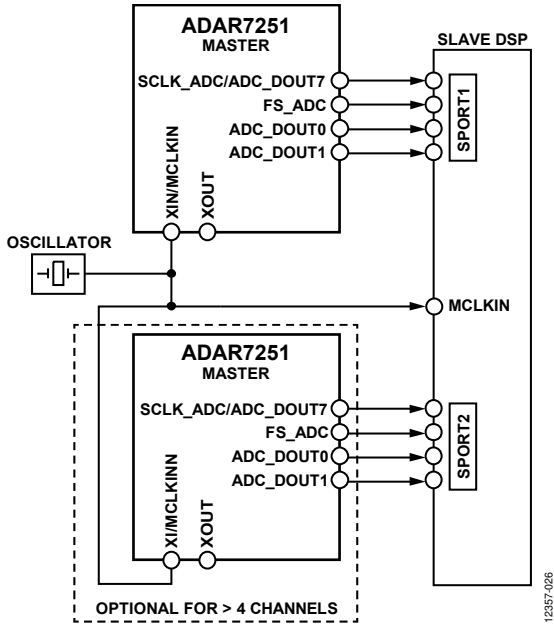 ADAR7251
MASTER
SLAVE DSP
SCLK_ADC/ADC_DOUT7
FS_ADC
ADC_DOUT0
ADC_DOUT1
SPORT1
XIN/MCLKIN
XOUT
OSCILLATOR
MCLKIN
ADAR7251
MASTER
SCLK_ADC/ADC_DOUT7
FS_ADC
ADC_DOUT0
ADC_DOUT1
SPORT2
XI/MCLKINN
XOUT
OPTIONAL FOR > 4 CHANNELS
12357-026